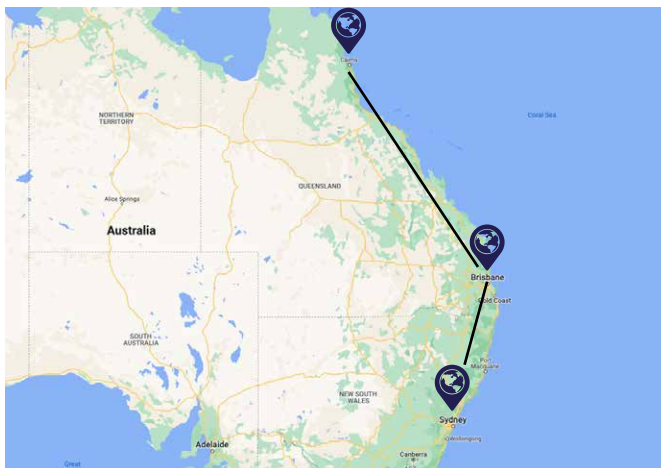 Cairns
Coral Sea
NORTHERN
TERRITORY
QUEENSLAND
Alice Springs
Australia
Brisbane
Gold Coast
SOUTH
AUSTRALIA
Port
Macquarie
NEW SOUTH
WALES
Sydney
Wollongong
Adelaide
Canberra
Great